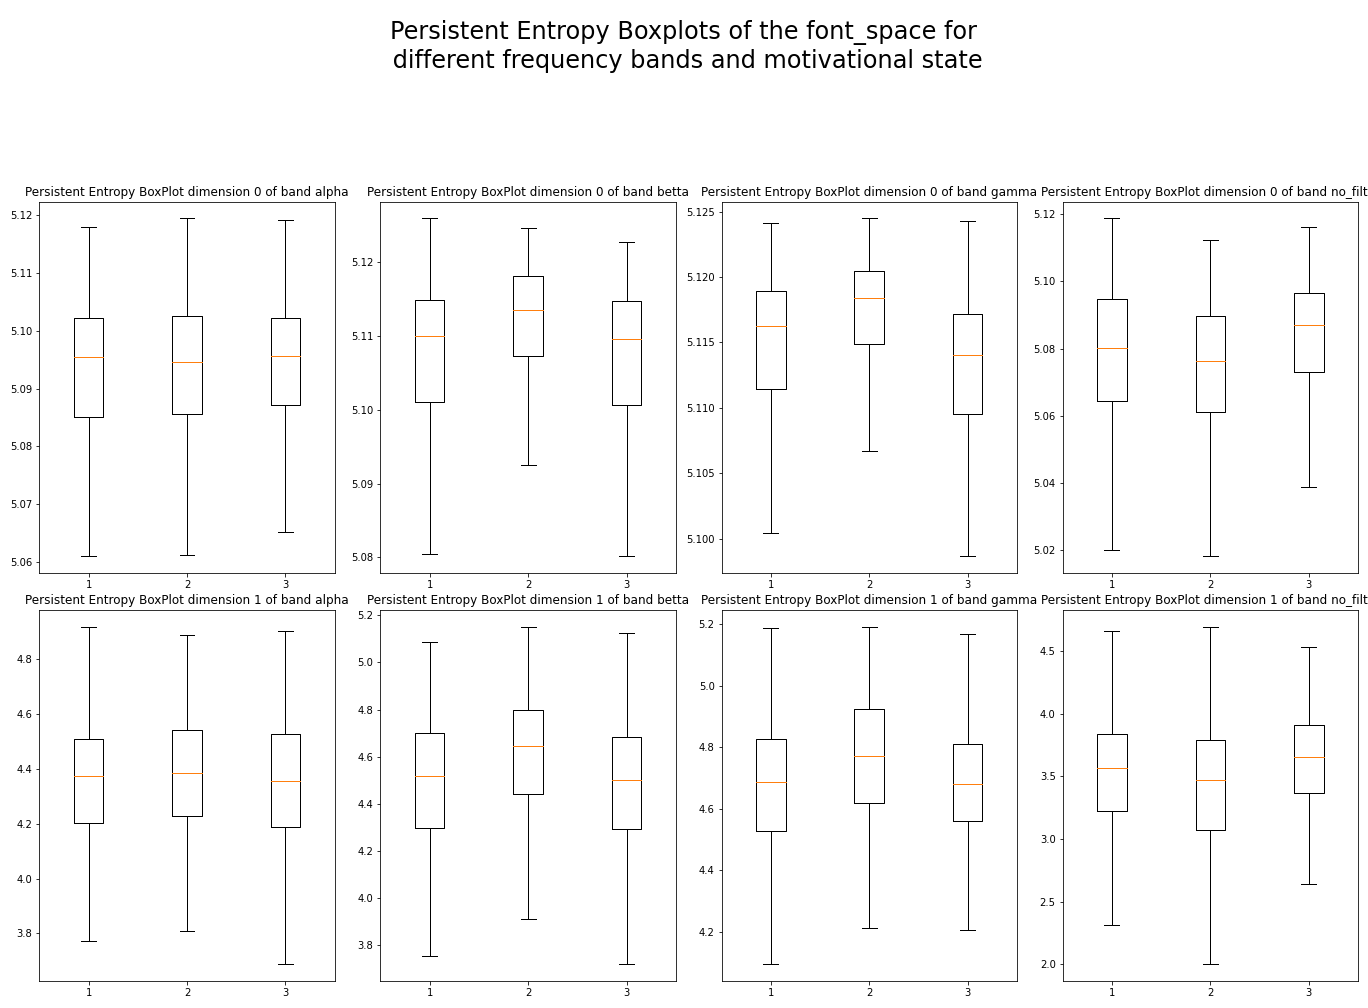 Persistent Entropy Boxplots of the font_space for
different frequency bands and motivational state
Persistent Entropy BoxPlot dimension 0 of band alpha
5.12
5.11
5.10
5.09
5.08
5.07
5.06
1 2 3
Persistent Entropy BoxPlot dimension 0 of band betta
5.12
5.11
5.10
5.09
5.08
1 2 3
Persistent Entropy BoxPlot dimension 0 of band gamma
5.125
5.120
5.115
5.110
5.105
5.100
1 2 3
Persistent Entropy BoxPlot dimension 0 of band no_filt
5.12
5.10
5.08
5.06
5.04
5.02
1 2 3
Persistent Entropy BoxPlot dimension 1 of band alpha
4.8
4.6
4.4
4.2
4.0
3.8
1 2 3
Persistent Entropy BoxPlot dimension 1 of band betta
5.2
5.0
4.8
4.6
4.4
4.2
4.0
3.8
1 2 3
Persistent Entropy BoxPlot dimension 1 of band gamma
5.2
5.0
4.8
4.6
4.4
4.2
1 2 3
Persistent Entropy BoxPlot dimension 1 of band no_filt
4.5
4.0
3.5
3.0
2.5
2.0
1 2 3